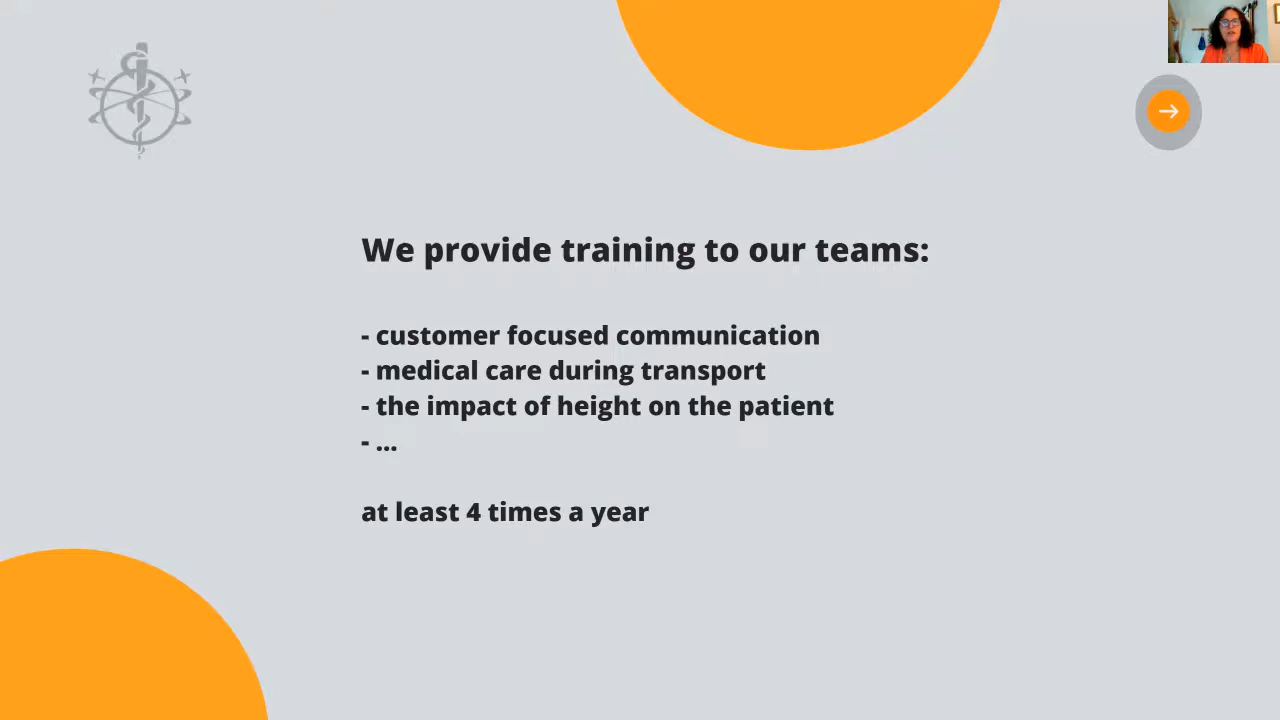 We provide training to our teams:
- customer focused communication
- medical care during transport
- the impact of height on the patient
- ...
at least 4 times a year